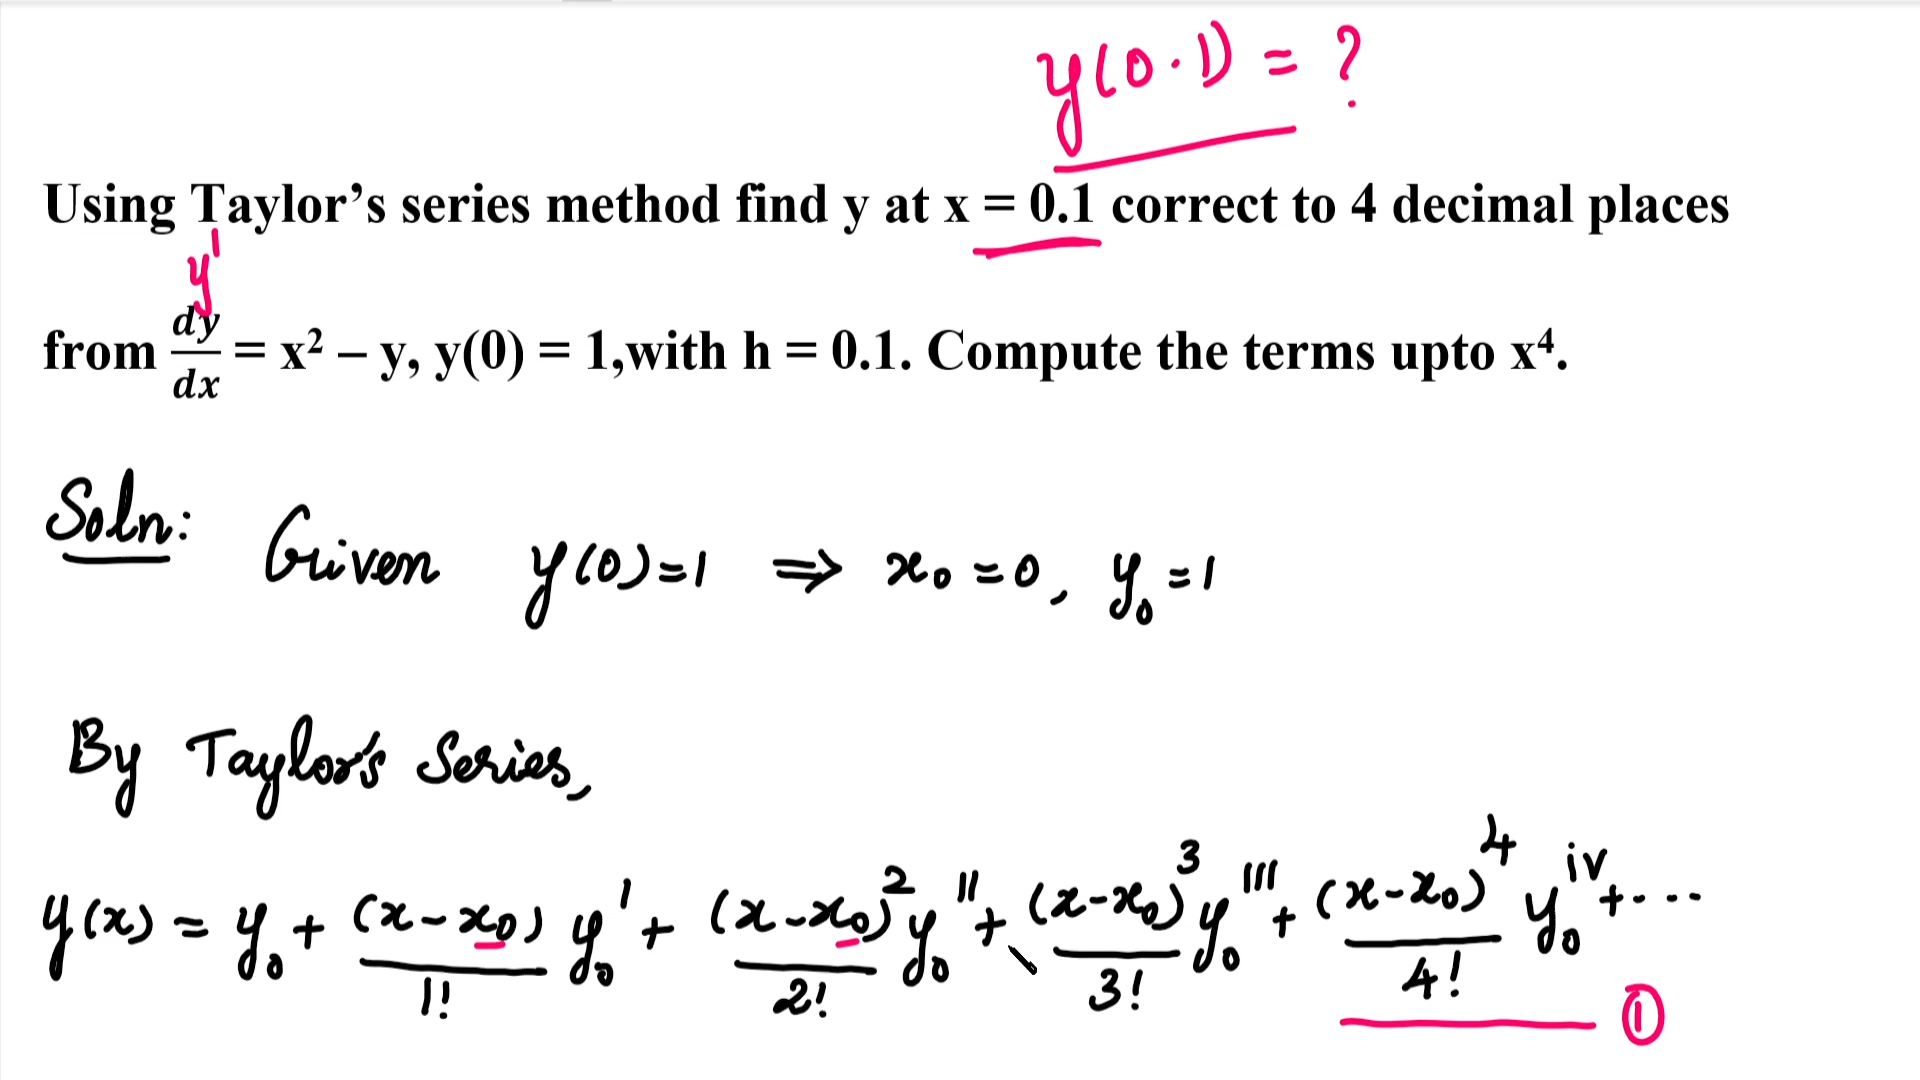 y(0.1) = ?
Using Taylor’s series method find y at x = 0.1 correct to 4 decimal places
y'
from dy/dx = x² – y, y(0) = 1,with h = 0.1. Compute the terms upto x⁴.
Soln: Given y(0)=1 ⇒ x₀ = 0, y₀ = 1
By Taylor's Series,
y(x) = y₀ + (x-x₀)/1! y₀' + (x-x₀)²/2! y₀'' + (x-x₀)³/3! y₀''' + (x-x₀)⁴/4! y₀ⁱᵛ + ... ①